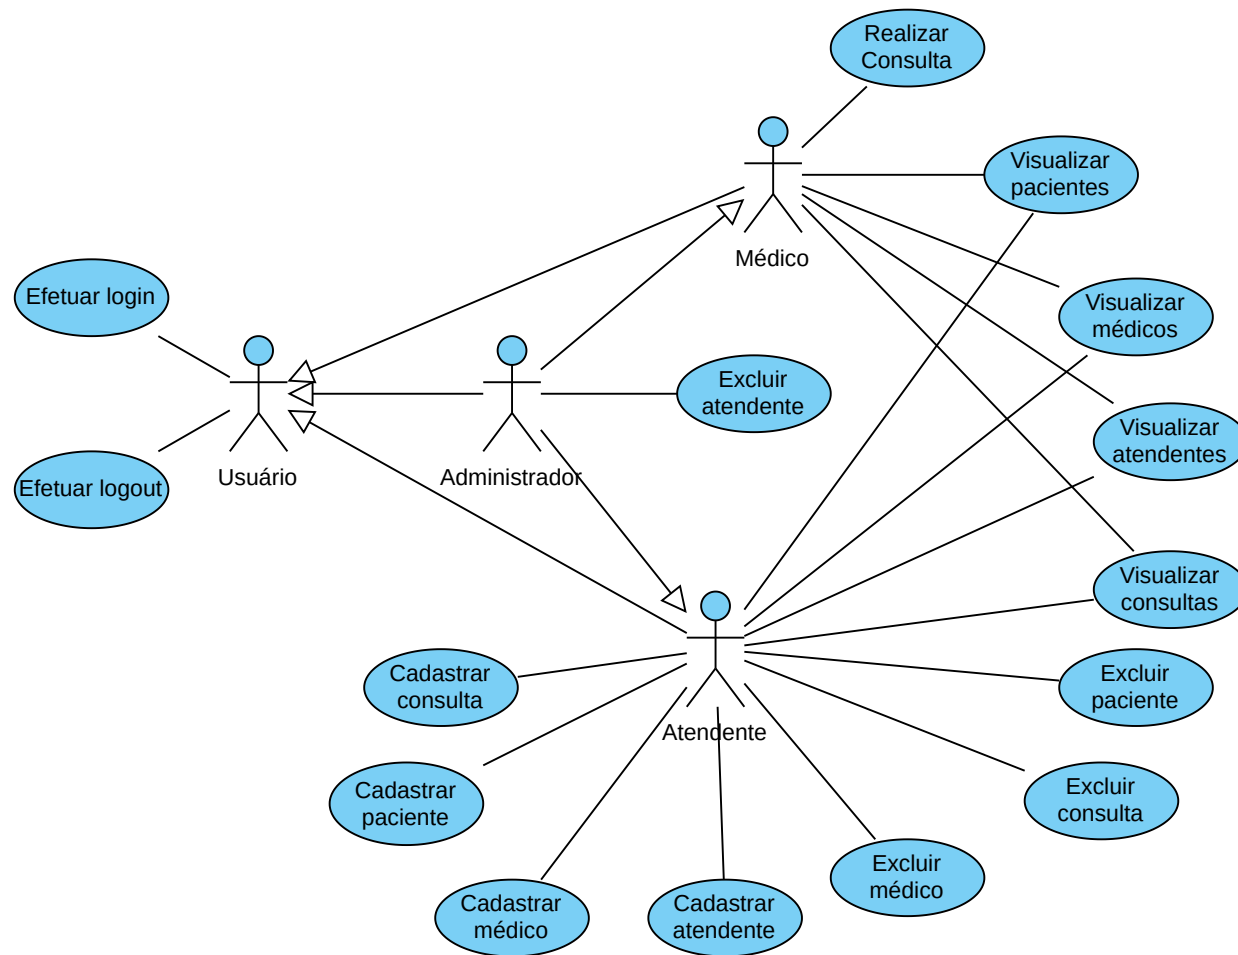 Realizar
Consulta
Visualizar
pacientes
Médico
Efetuar login
Visualizar
médicos
Excluir
atendente
Usuário
Administrador
Visualizar
atendentes
Efetuar logout
Visualizar
consultas
Cadastrar
consulta
Excluir
paciente
Atendente
Cadastrar
paciente
Excluir
consulta
Excluir
médico
Cadastrar
médico
Cadastrar
atendente